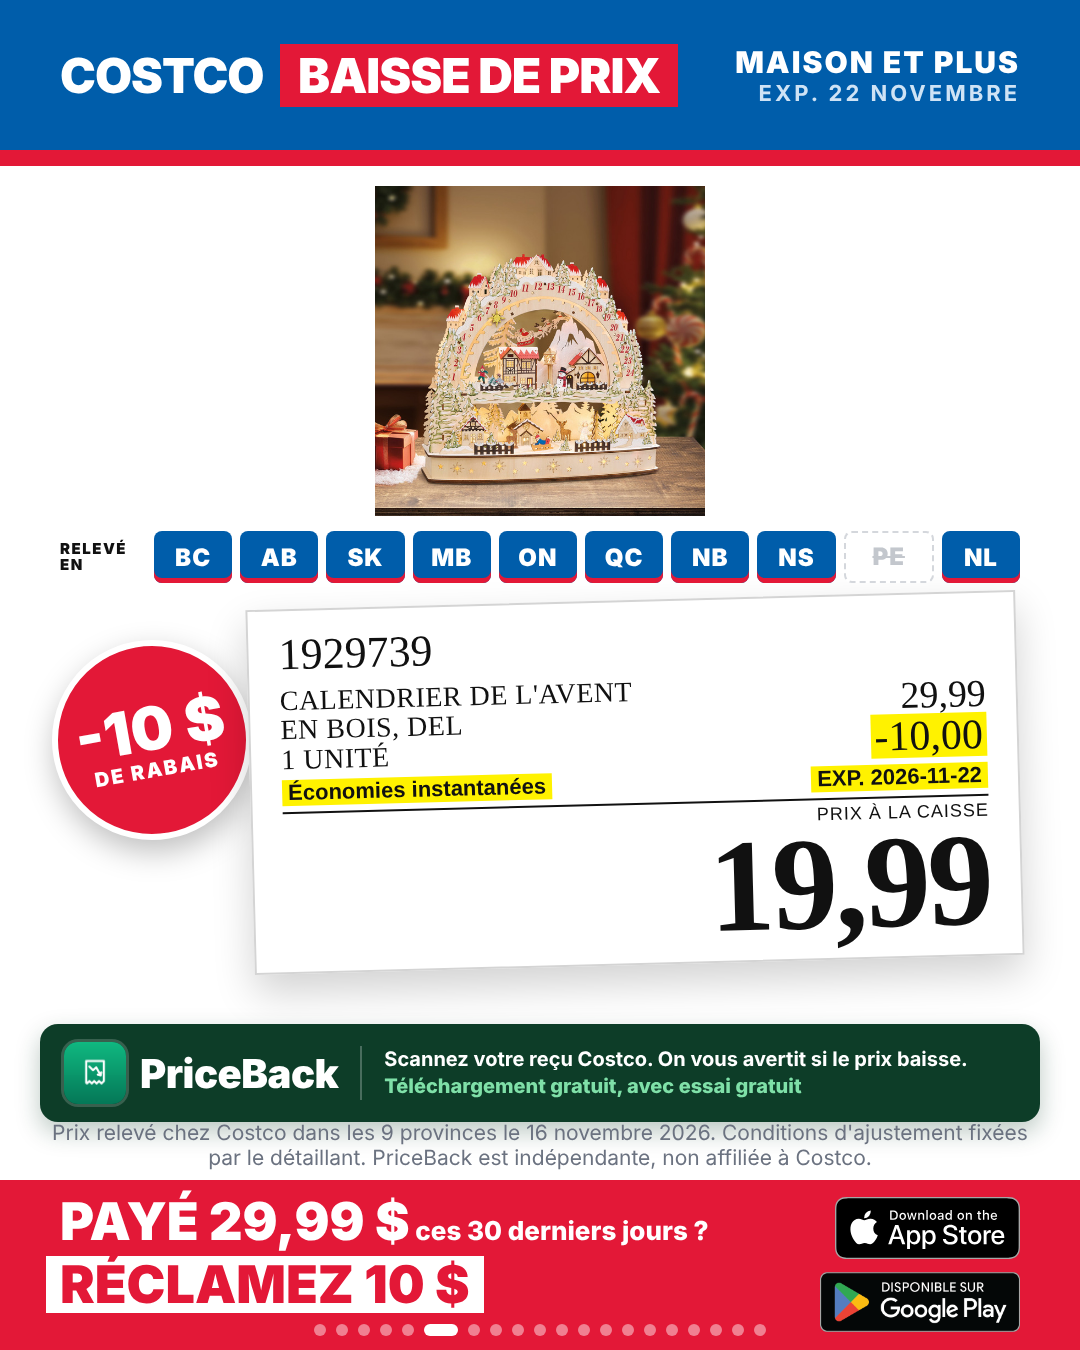 COSTCO BAISSE DE PRIX
MAISON ET PLUS
EXP. 22 NOVEMBRE
RELEVÉ EN
BC AB SK MB ON QC NB NS PE NL
-10 $
DE RABAIS
1929739
CALENDRIER DE L'AVENT
EN BOIS, DEL
1 UNITÉ
Économies instantanées
29,99
-10,00
EXP. 2026-11-22
PRIX À LA CAISSE
19,99
PriceBack
Scannez votre reçu Costco. On vous avertit si le prix baisse.
Téléchargement gratuit, avec essai gratuit
Prix relevé chez Costco dans les 9 provinces le 16 novembre 2026. Conditions d'ajustement fixées
par le détaillant. PriceBack est indépendante, non affiliée à Costco.
PAYÉ 29,99 $ ces 30 derniers jours ?
RÉCLAMEZ 10 $
Download on the
App Store
DISPONIBLE SUR
Google Play